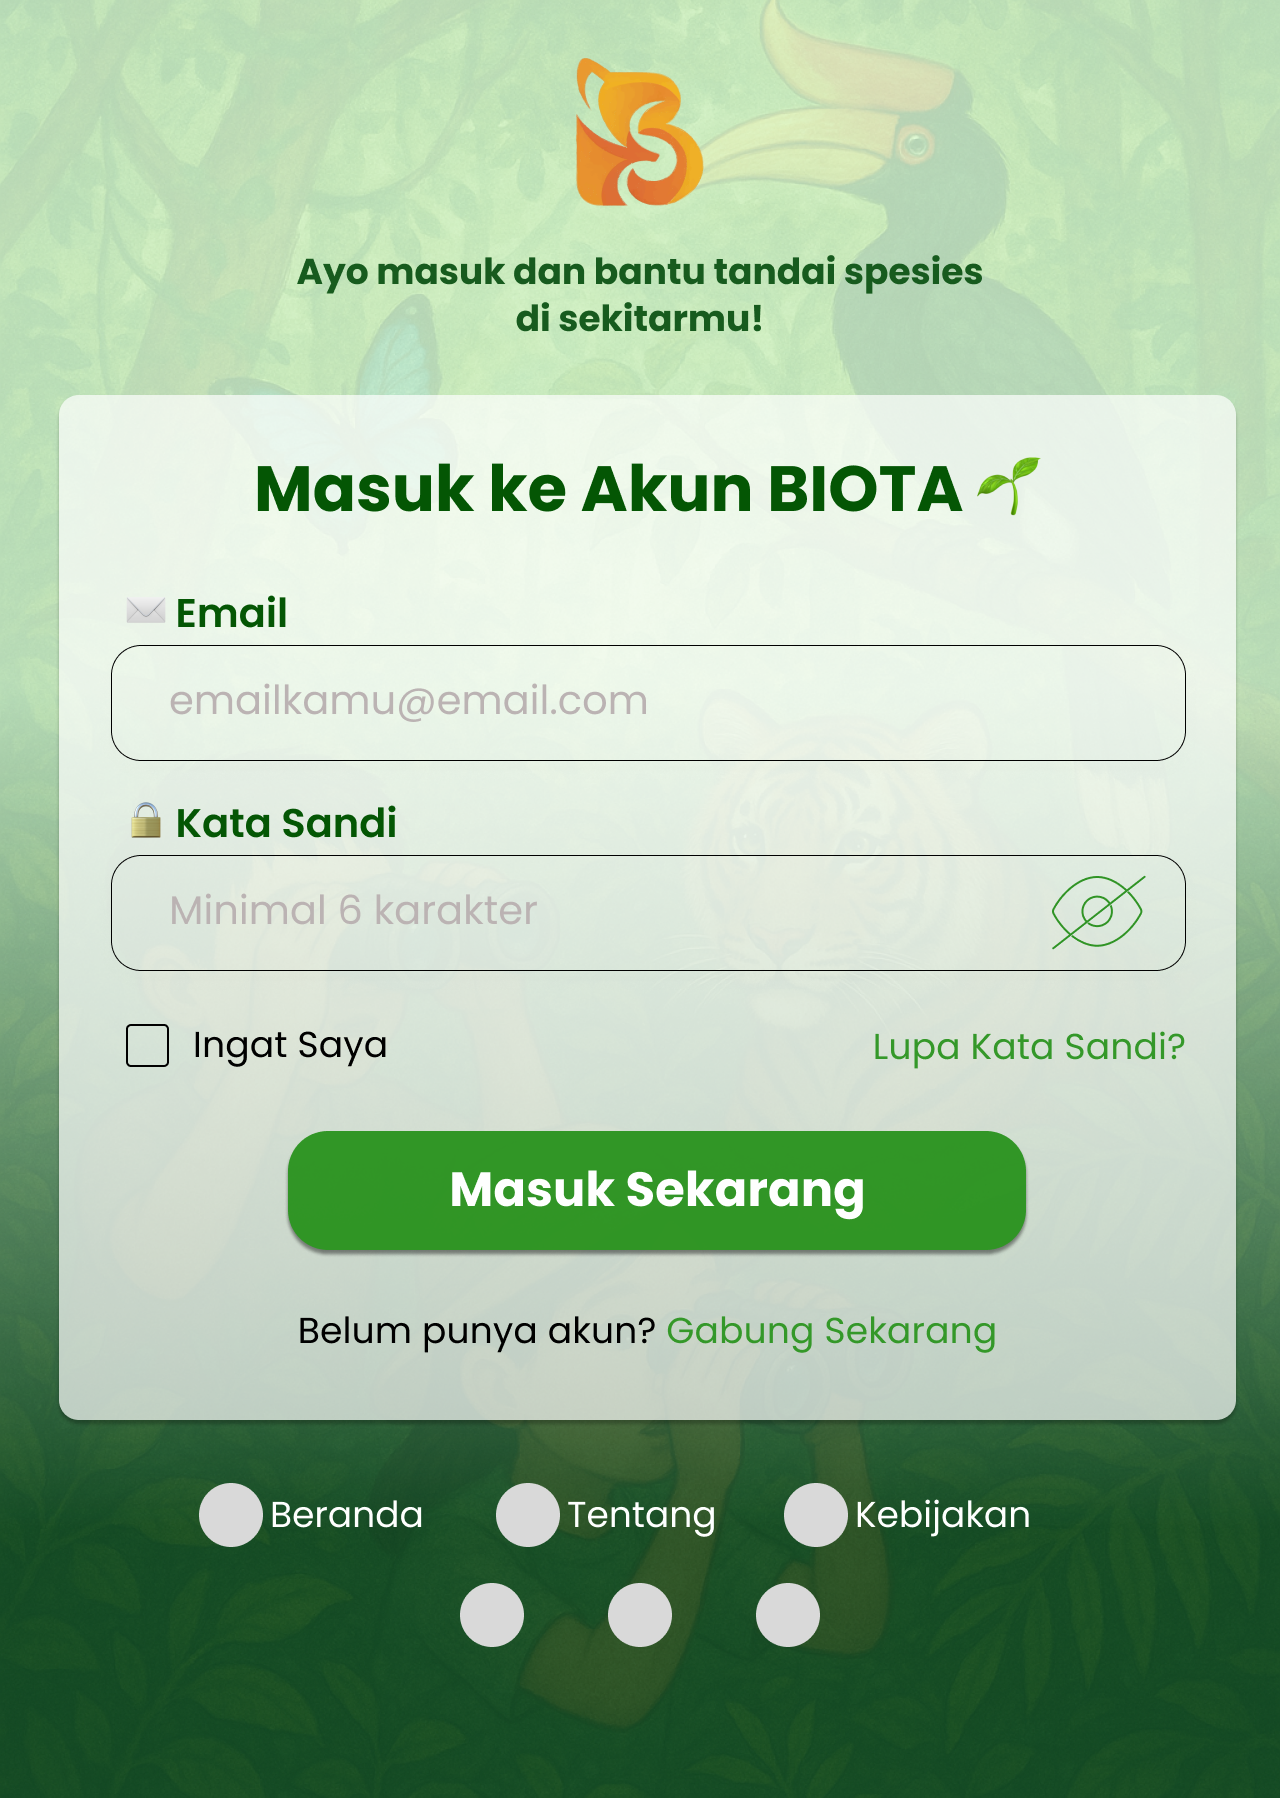 Ayo masuk dan bantu tandai spesies
di sekitarmu!
Masuk ke Akun BIOTA 🌱
✉️ Email
emailkamu@email.com
🔒 Kata Sandi
Minimal 6 karakter
Ingat Saya
Lupa Kata Sandi?
Masuk Sekarang
Belum punya akun? Gabung Sekarang
Beranda
Tentang
Kebijakan